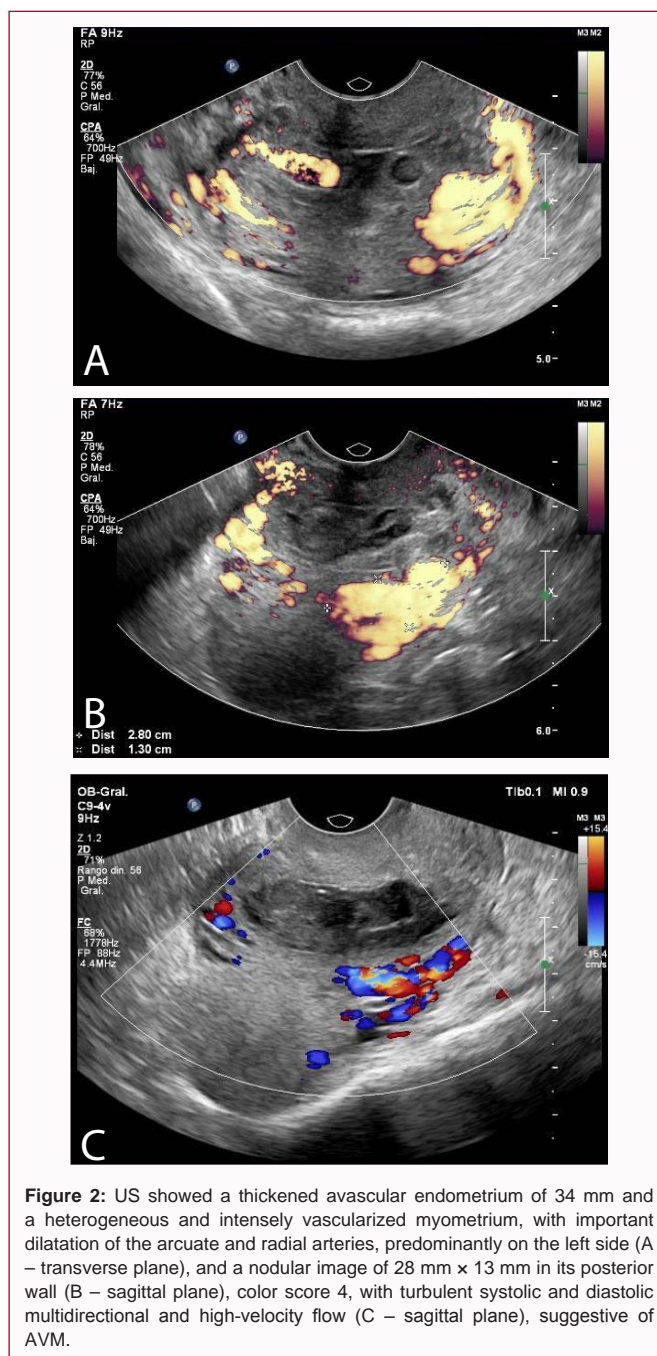 FA 9Hz
RP
M3 M2
2D
77%
C 56
P Med.
Gral.
P
CPA
64%
700Hz
FP 49Hz
Baj.
x
5.0
A
FA 7Hz
RP
M3 M2
2D
78%
C 56
P Med.
Gral.
P
CPA
64%
700Hz
FP 49Hz
Baj.
x
6.0
B
Dist 2.80 cm
Dist 1.30 cm
OB-Gral.
C9-4v
9Hz
TIb0.1 MI 0.9
P
Z 1.2
2D
71%
Rango din. 56
P Med.
Gral.
M3 M3
+15.4
FC
68%
1778Hz
FP 88Hz
4.4MHz
x
-15.4
cm/s
C
Figure 2: US showed a thickened avascular endometrium of 34 mm and
a heterogeneous and intensely vascularized myometrium, with important
dilatation of the arcuate and radial arteries, predominantly on the left side (A
– transverse plane), and a nodular image of 28 mm × 13 mm in its posterior
wall (B – sagittal plane), color score 4, with turbulent systolic and diastolic
multidirectional and high-velocity flow (C – sagittal plane), suggestive of
AVM.